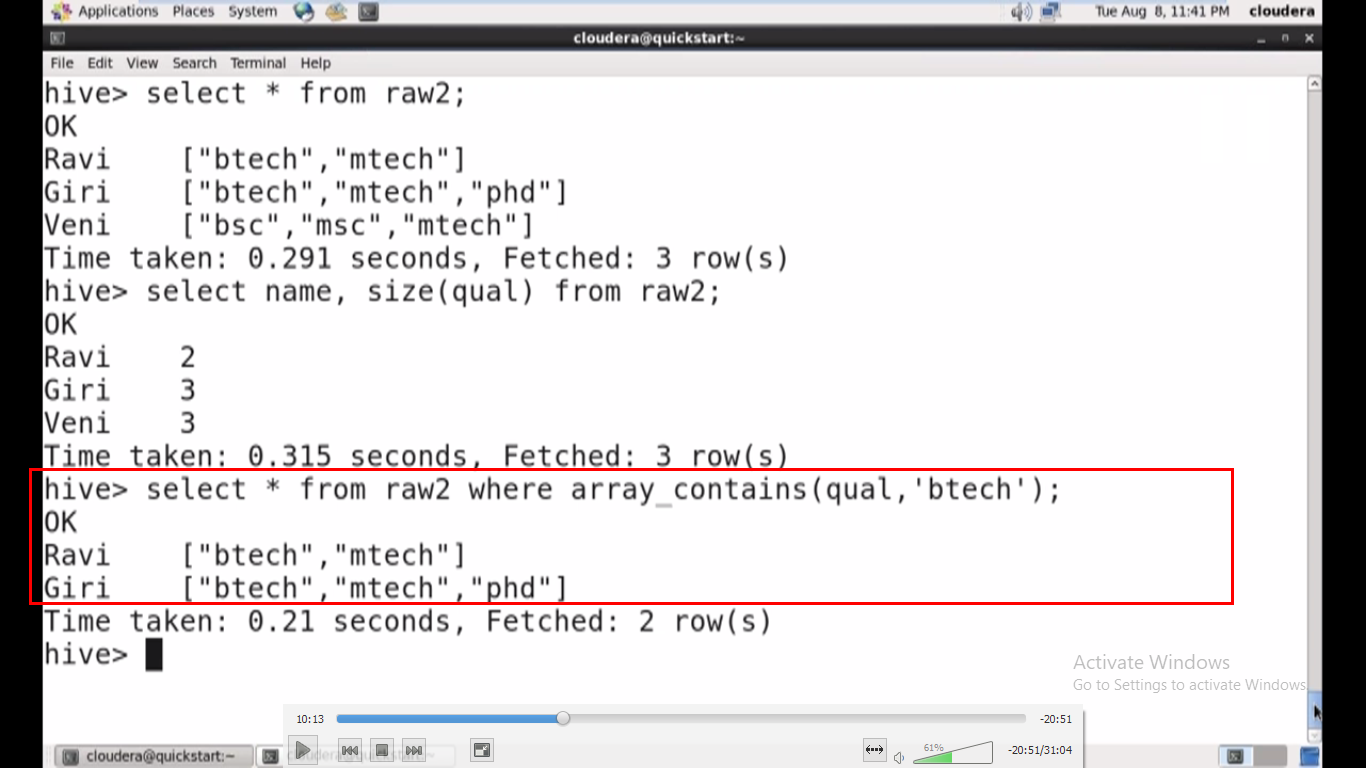 Applications Places System Tue Aug 8, 11:41 PM cloudera
cloudera@quickstart:~
File Edit View Search Terminal Help
hive> select * from raw2;
OK
Ravi ["btech","mtech"]
Giri ["btech","mtech","phd"]
Veni ["bsc","msc","mtech"]
Time taken: 0.291 seconds, Fetched: 3 row(s)
hive> select name, size(qual) from raw2;
OK
Ravi 2
Giri 3
Veni 3
Time taken: 0.315 seconds, Fetched: 3 row(s)
hive> select * from raw2 where array_contains(qual,'btech');
OK
Ravi ["btech","mtech"]
Giri ["btech","mtech","phd"]
Time taken: 0.21 seconds, Fetched: 2 row(s)
hive>
Activate Windows
Go to Settings to activate Windows
10:13 -20:51
61% -20:51/31:04
cloudera@quickstart:~ cloudera@quickstart:~